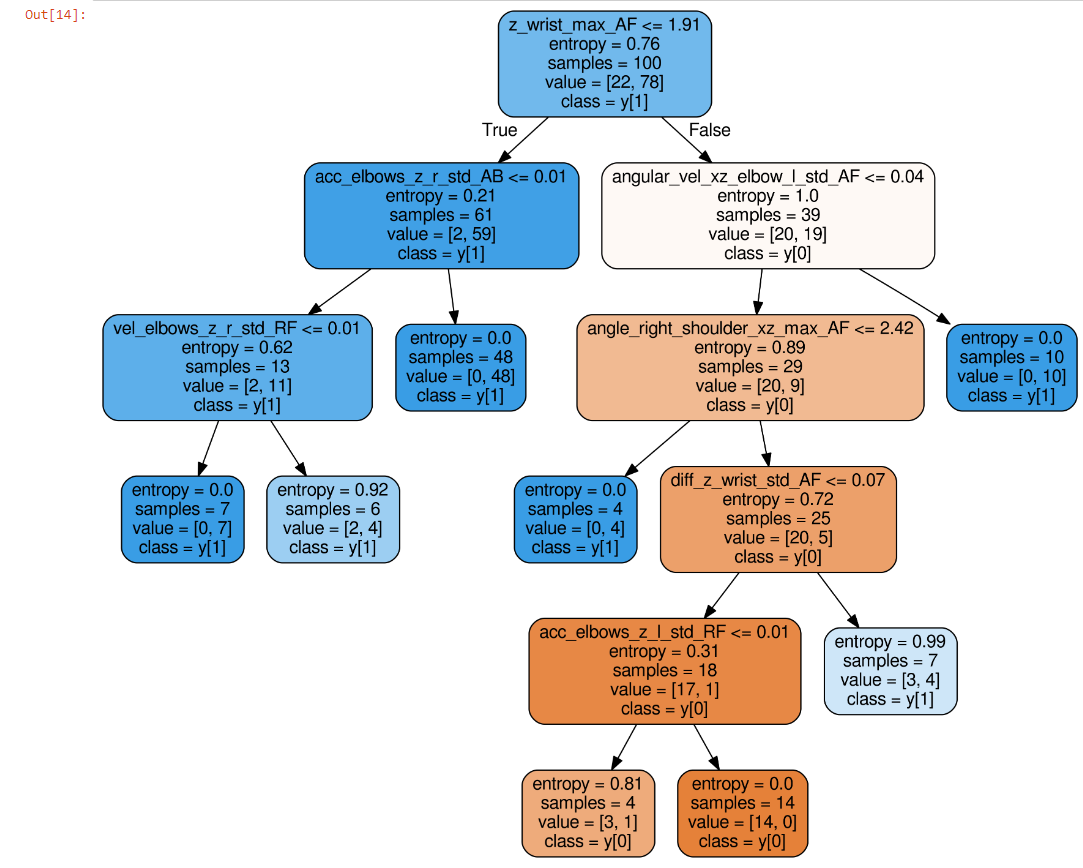 Out[14]:
z_wrist_max_AF <= 1.91
entropy = 0.76
samples = 100
value = [22, 78]
class = y[1]
True
False
acc_elbows_z_r_std_AB <= 0.01
entropy = 0.21
samples = 61
value = [2, 59]
class = y[1]
angular_vel_xz_elbow_l_std_AF <= 0.04
entropy = 1.0
samples = 39
value = [20, 19]
class = y[0]
vel_elbows_z_r_std_RF <= 0.01
entropy = 0.62
samples = 13
value = [2, 11]
class = y[1]
entropy = 0.0
samples = 48
value = [0, 48]
class = y[1]
angle_right_shoulder_xz_max_AF <= 2.42
entropy = 0.89
samples = 29
value = [20, 9]
class = y[0]
entropy = 0.0
samples = 10
value = [0, 10]
class = y[1]
entropy = 0.0
samples = 7
value = [0, 7]
class = y[1]
entropy = 0.92
samples = 6
value = [2, 4]
class = y[1]
entropy = 0.0
samples = 4
value = [0, 4]
class = y[1]
diff_z_wrist_std_AF <= 0.07
entropy = 0.72
samples = 25
value = [20, 5]
class = y[0]
acc_elbows_z_l_std_RF <= 0.01
entropy = 0.31
samples = 18
value = [17, 1]
class = y[0]
entropy = 0.99
samples = 7
value = [3, 4]
class = y[1]
entropy = 0.81
samples = 4
value = [3, 1]
class = y[0]
entropy = 0.0
samples = 14
value = [14, 0]
class = y[0]